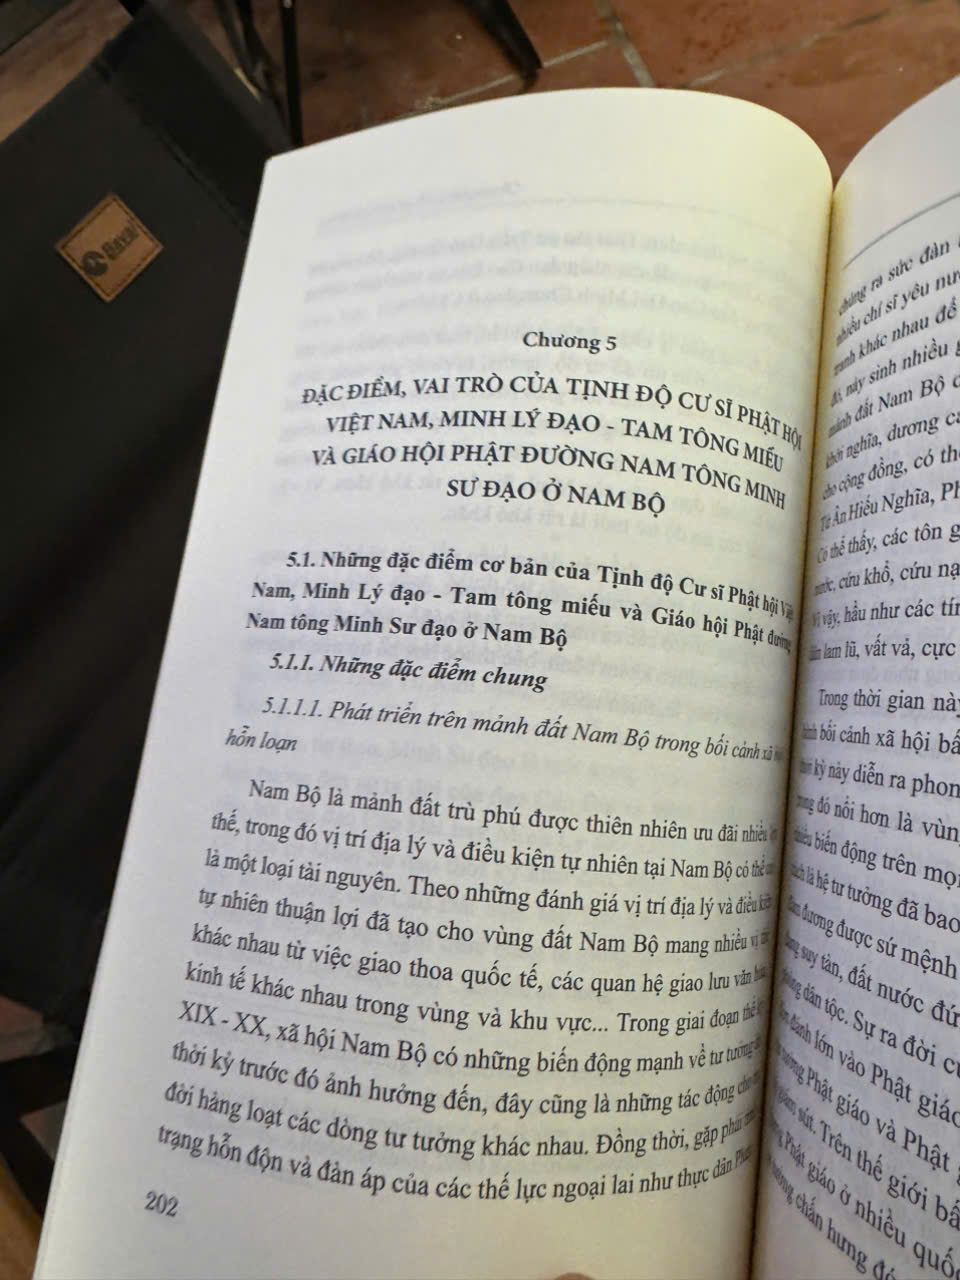 Bavar
Chương 5
ĐẶC ĐIỂM, VAI TRÒ CỦA TỊNH ĐỘ CƯ SĨ PHẬT HỘI
VIỆT NAM, MINH LÝ ĐẠO - TAM TÔNG MIẾU
VÀ GIÁO HỘI PHẬT ĐƯỜNG NAM TÔNG MINH
SƯ ĐẠO Ở NAM BỘ
5.1. Những đặc điểm cơ bản của Tịnh độ Cư sĩ Phật hội Việt
Nam, Minh Lý đạo - Tam tông miếu và Giáo hội Phật đường
Nam tông Minh Sư đạo ở Nam Bộ
5.1.1. Những đặc điểm chung
5.1.1.1. Phát triển trên mảnh đất Nam Bộ trong bối cảnh xã
hỗn loạn
Nam Bộ là mảnh đất trù phú được thiên nhiên ưu đãi nhiều
thế, trong đó vị trí địa lý và điều kiện tự nhiên tại Nam Bộ có thể
là một loại tài nguyên. Theo những đánh giá vị trí địa lý và điều kiện
tự nhiên thuận lợi đã tạo cho vùng đất Nam Bộ mang nhiều vị
khác nhau từ việc giao thoa quốc tế, các quan hệ giao lưu văn hóa
kinh tế khác nhau trong vùng và khu vực... Trong giai đoạn thế
XIX - XX, xã hội Nam Bộ có những biến động mạnh về tư tưởng
thời kỳ trước đó ảnh hưởng đến, đây cũng là những tác động cho
đời hàng loạt các dòng tư tưởng khác nhau. Đồng thời, gặp phải
trạng hỗn độn và đàn áp của các thế lực ngoại lai như thực dân
202
chúng ra sức đàn
nhiều chí sĩ yêu nư
tranh khác nhau để
đó, nảy sinh nhiều
mảnh đất Nam Bộ
khởi nghĩa, dương
cho cộng đồng, có
Tứ Ân Hiếu Nghĩa,
Có thể thấy, các tôn
nước, cứu khổ, cứu
Vì vậy, hầu như các
lam lũ, vất vả, cực
Trong thời gian này
bối cảnh xã hội
kỳ này diễn ra
đó nổi hơn là
biến động trên
là hệ tư tưởng đã
đương được sứ mệnh
suy tàn, đất nước
dân tộc. Sự ra đời
đánh lớn vào Phật
Phật giáo và Phật
sút. Trên thế giới
Phật giáo ở nhiều
chấn hưng